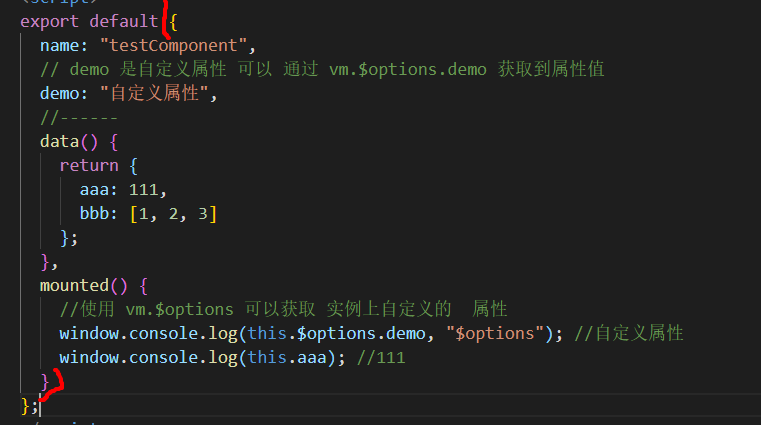 <script>
export default {
name: "testComponent",
// demo 是自定义属性 可以 通过 vm.$options.demo 获取到属性值
demo: "自定义属性",
//------
data() {
return {
aaa: 111,
bbb: [1, 2, 3]
};
},
mounted() {
//使用 vm.$options 可以获取 实例上自定义的  属性
window.console.log(this.$options.demo, "$options"); //自定义属性
window.console.log(this.aaa); //111
}
};